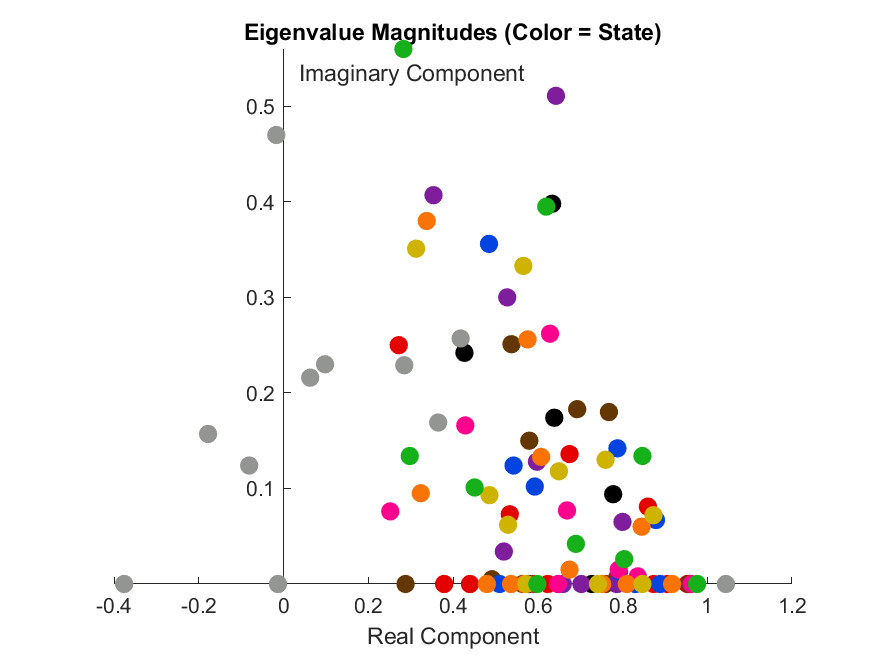 Eigenvalue Magnitudes (Color = State)
Imaginary Component
0.5
0.4
0.3
0.2
0.1
-0.4 -0.2 0 0.2 0.4 0.6 0.8 1 1.2
Real Component